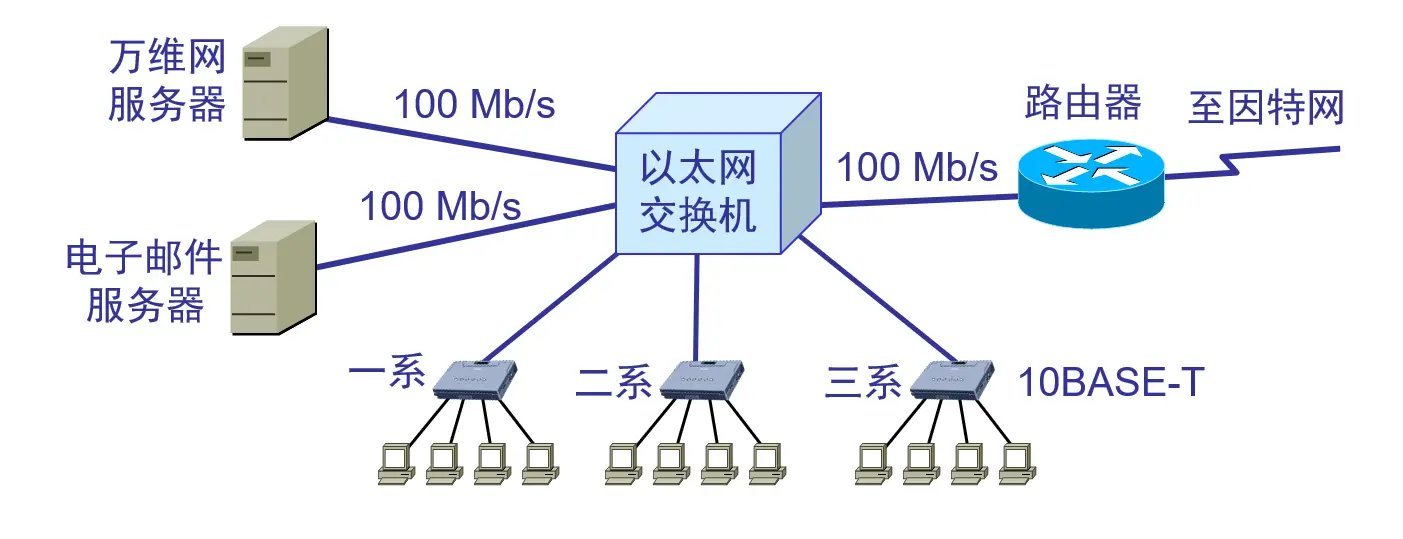 万维网
服务器
100 Mb/s
电子邮件
服务器
100 Mb/s
以太网
交换机
100 Mb/s
路由器
至因特网
一系
二系
三系
10BASE-T